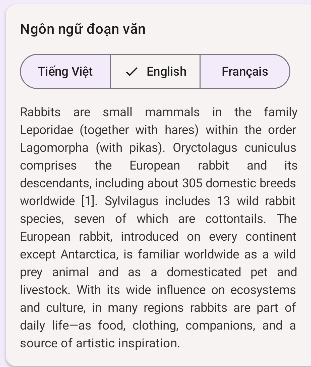 Ngôn ngữ đoạn văn
Tiếng Việt English Français
Rabbits are small mammals in the family
Leporidae (together with hares) within the order
Lagomorpha (with pikas). Oryctolagus cuniculus
comprises the European rabbit and its
descendants, including about 305 domestic breeds
worldwide [1]. Sylvilagus includes 13 wild rabbit
species, seven of which are cottontails. The
European rabbit, introduced on every continent
except Antarctica, is familiar worldwide as a wild
prey animal and as a domesticated pet and
livestock. With its wide influence on ecosystems
and culture, in many regions rabbits are part of
daily life—as food, clothing, companions, and a
source of artistic inspiration.